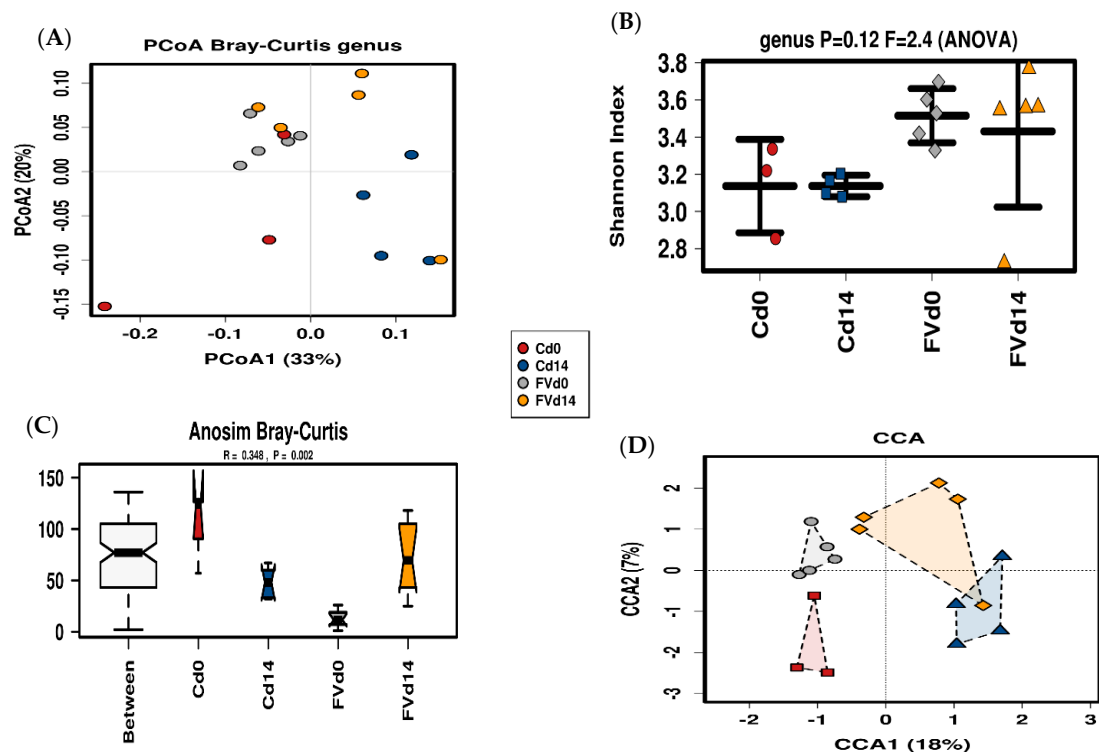 (A)
PCoA Bray-Curtis genus
PCoA2 (20%)
0.10
0.05
0.00
-0.05
-0.10
-0.15
-0.2 -0.1 0.0 0.1
PCoA1 (33%)
(B)
genus P=0.12 F=2.4 (ANOVA)
Shannon Index
3.8
3.6
3.4
3.2
3.0
2.8
Cd0 Cd14 FVd0 FVd14
Cd0
Cd14
FVd0
FVd14
(C)
Anosim Bray-Curtis
R = 0.348 , P = 0.002
150
100
50
0
Between Cd0 Cd14 FVd0 FVd14
(D)
CCA
CCA2 (7%)
2
1
0
-1
-2
-3
-2 -1 0 1 2 3
CCA1 (18%)